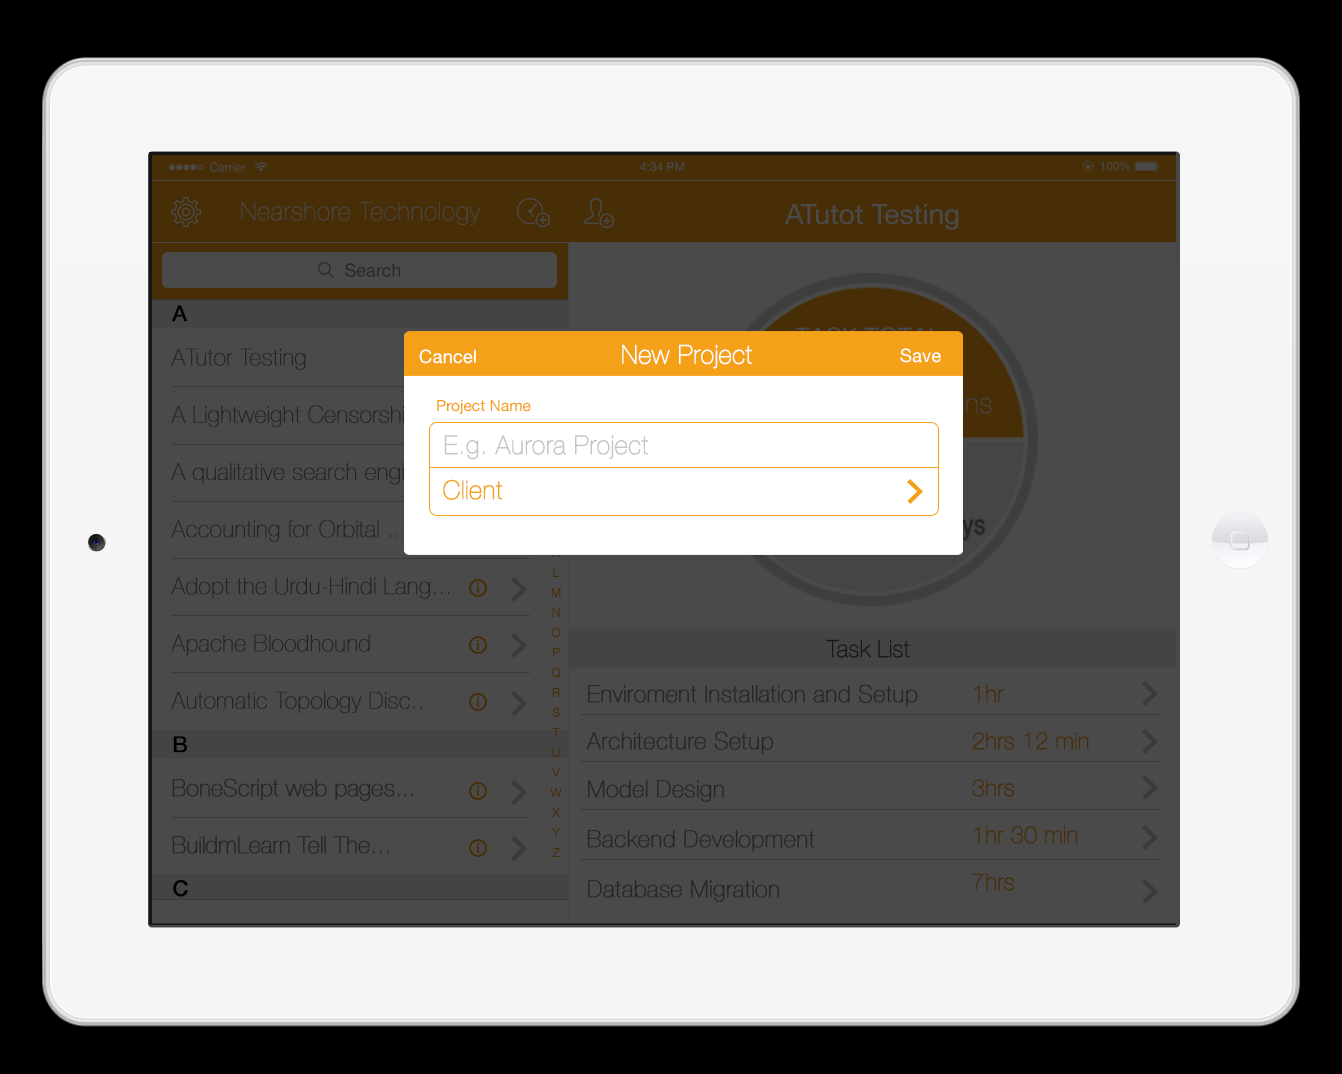 Carrier
4:34 PM
100%
Nearshore Technology
ATutot Testing
Search
A
ATutor Testing
A Lightweight Censorshi
A qualitative search engi
Accounting for Orbital ...
Adopt the Urdu-Hindi Lang...
Apache Bloodhound
Automatic Topology Disc..
B
BoneScript web pages...
BuildmLearn Tell The...
C
L
M
N
O
P
Q
R
S
T
U
V
W
X
Y
Z
Cancel
New Project
Save
Project Name
E.g. Aurora Project
Client
TASK TOTAL
ns
ys
Task List
Enviroment Installation and Setup 1hr
Architecture Setup 2hrs 12 min
Model Design 3hrs
Backend Development 1hr 30 min
Database Migration 7hrs